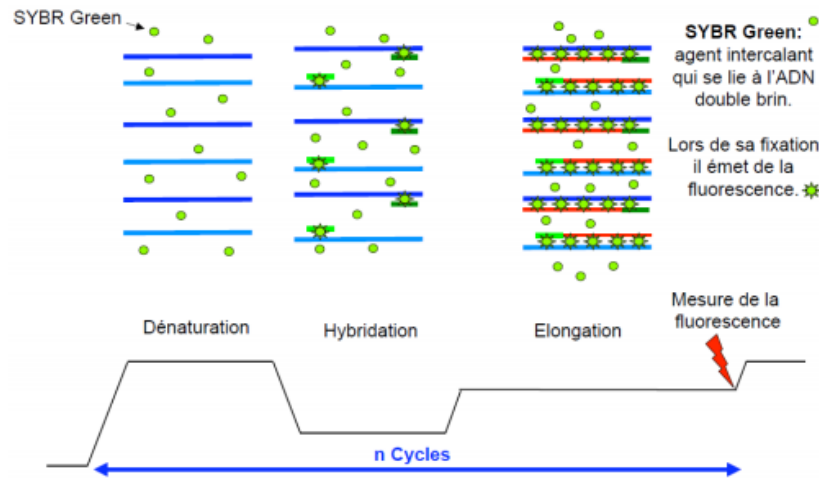 SYBR Green
SYBR Green:
agent intercalant
qui se lie à l'ADN
double brin.
Lors de sa fixation
il émet de la
fluorescence.
Mesure de la
fluorescence
Dénaturation
Hybridation
Elongation
n Cycles